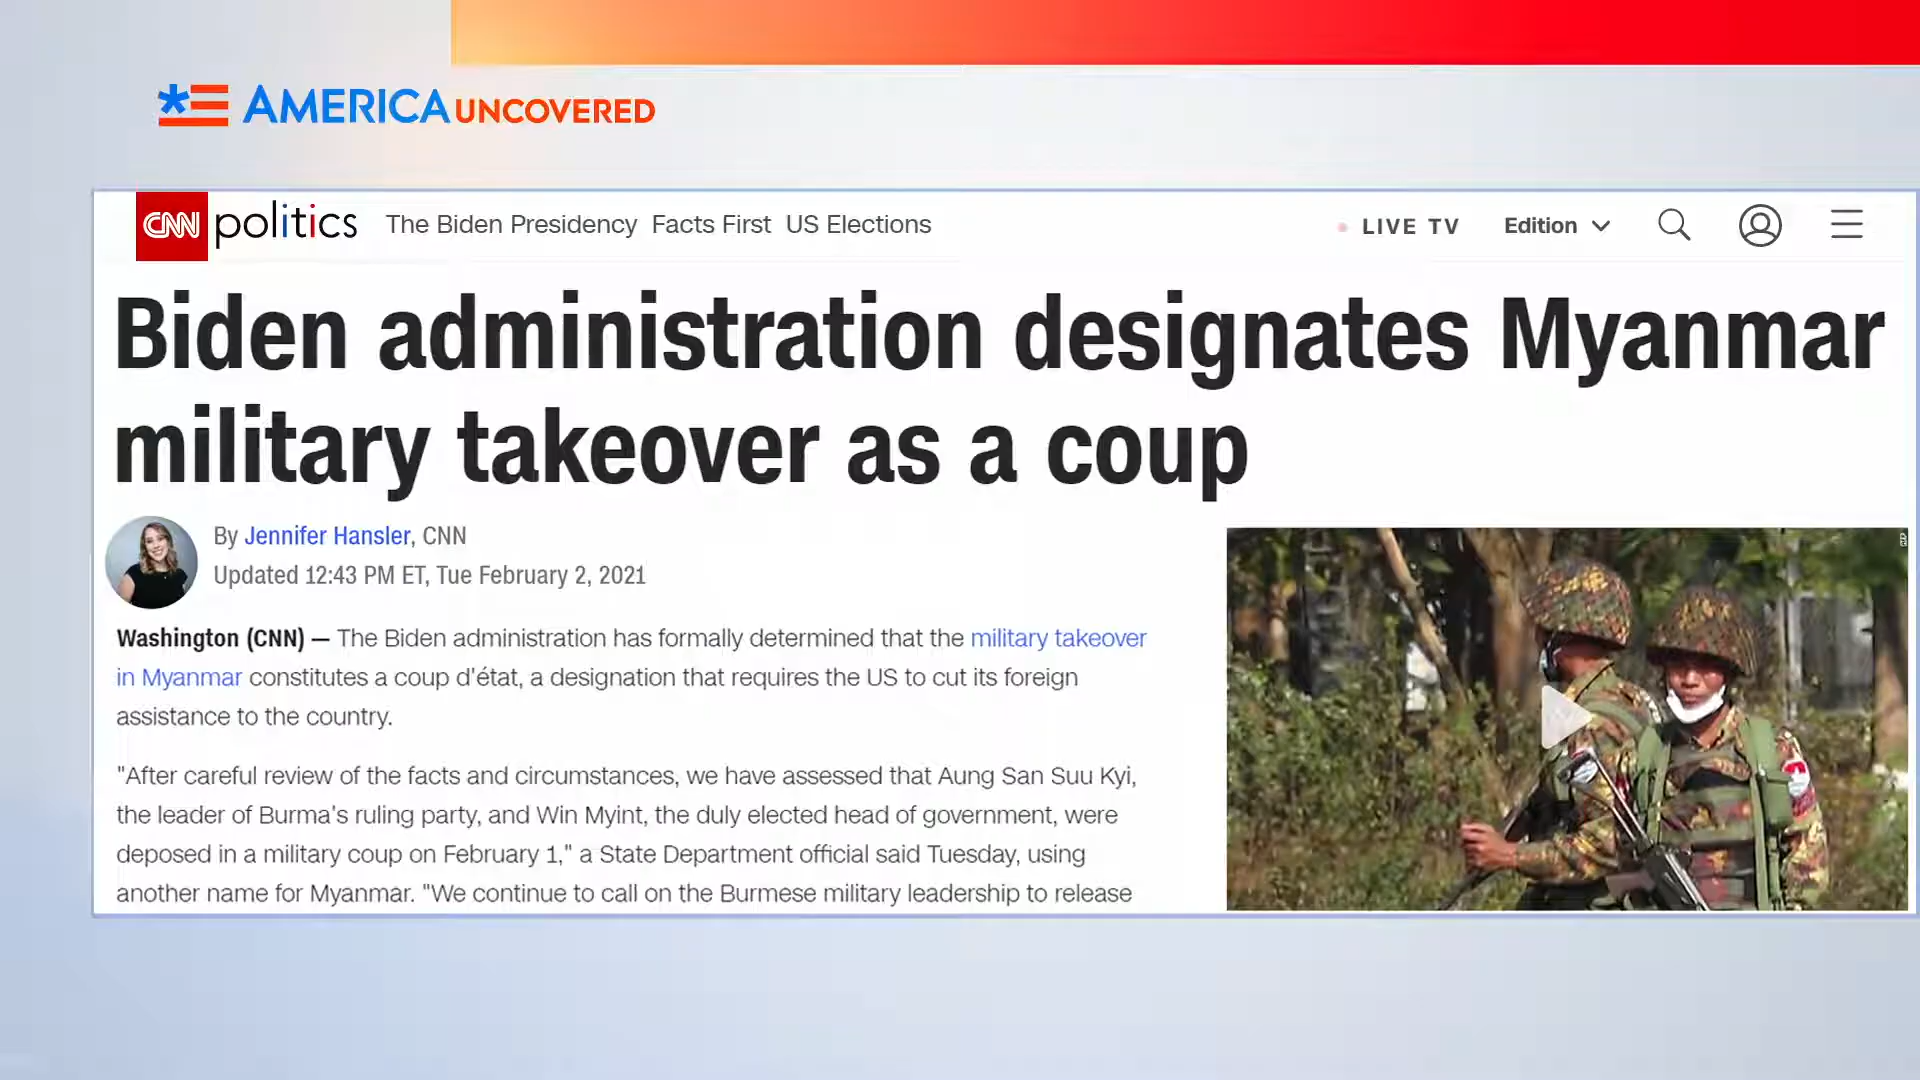 AMERICA UNCOVERED
CNN politics The Biden Presidency Facts First US Elections LIVE TV Edition
Biden administration designates Myanmar
military takeover as a coup
By Jennifer Hansler, CNN
Updated 12:43 PM ET, Tue February 2, 2021
Washington (CNN) — The Biden administration has formally determined that the military takeover
in Myanmar constitutes a coup d'état, a designation that requires the US to cut its foreign
assistance to the country.
"After careful review of the facts and circumstances, we have assessed that Aung San Suu Kyi,
the leader of Burma's ruling party, and Win Myint, the duly elected head of government, were
deposed in a military coup on February 1," a State Department official said Tuesday, using
another name for Myanmar. "We continue to call on the Burmese military leadership to release